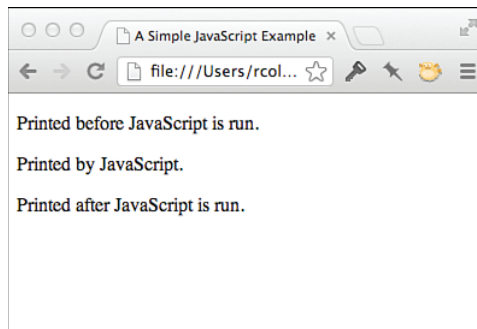 A Simple JavaScript Example
file:///Users/rcol...
Printed before JavaScript is run.
Printed by JavaScript.
Printed after JavaScript is run.